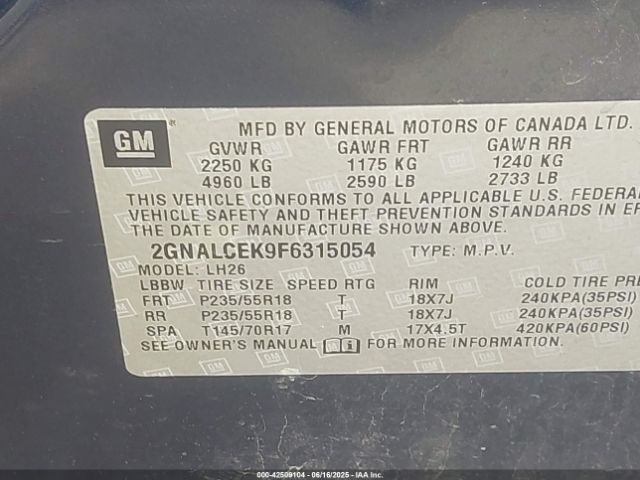 GM ® MFD BY GENERAL MOTORS OF CANADA LTD.
GVWR GAWR FRT GAWR RR
2250 KG 1175 KG 1240 KG
4960 LB 2590 LB 2733 LB
THIS VEHICLE CONFORMS TO ALL APPLICABLE U.S. FEDERAL
VEHICLE SAFETY AND THEFT PREVENTION STANDARDS IN EF
THE DATE OF MANUFACTURE SHOWN ABOVE.
2GNALCEK9F6315054 TYPE: M.P.V.
MODEL: LH26
LBBW TIRE SIZE SPEED RTG RIM COLD TIRE PRE
FRT P235/55R18 T 18X7J 240KPA(35PSI)
RR P235/55R18 T 18X7J 240KPA(35PSI)
SPA T145/70R17 M 17X4.5T 420KPA(60PSI)
SEE OWNER'S MANUAL FOR MORE INFORMATION.
000-42509104 - 06/16/2025 - IAAI.com, Inc.